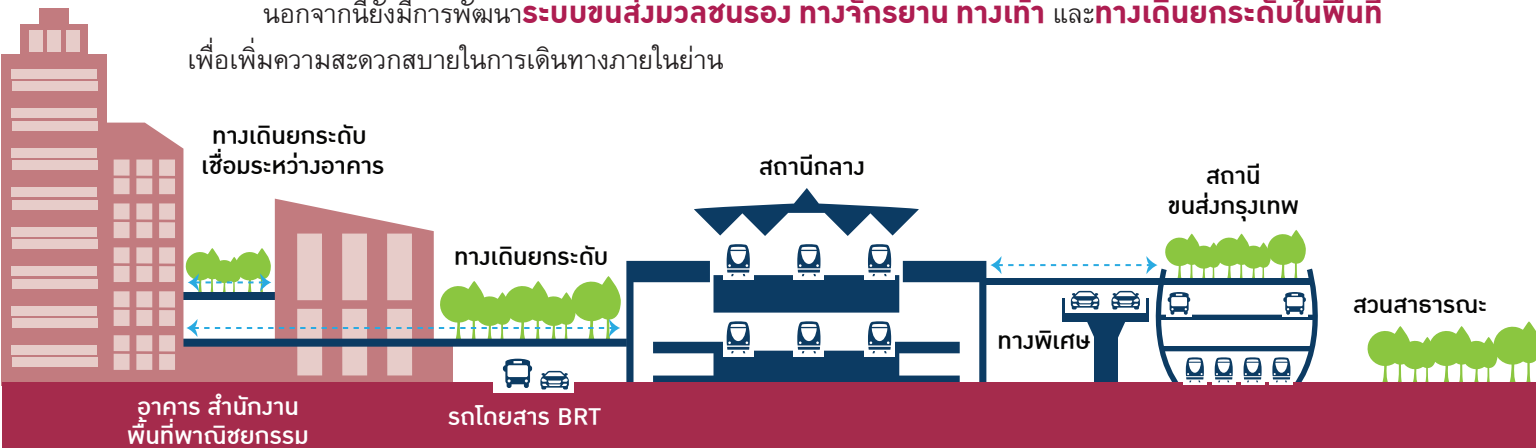 นอกจากนี้ยังมีการพัฒนาระบบขนส่งมวลชนรอง ทางจักรยาน ทางเท้า และทางเดินยกระดับในพื้นที่
เพื่อเพิ่มความสะดวกสบายในการเดินทางภายในย่าน
ทางเดินยกระดับ
เชื่อมระหว่างอาคาร
ทางเดินยกระดับ
สถานีกลาง
สถานี
ขนส่งกรุงเทพ
ทางพิเศษ
สวนสาธารณะ
อาคาร สำนักงาน
พื้นที่พาณิชยกรรม
รถโดยสาร BRT